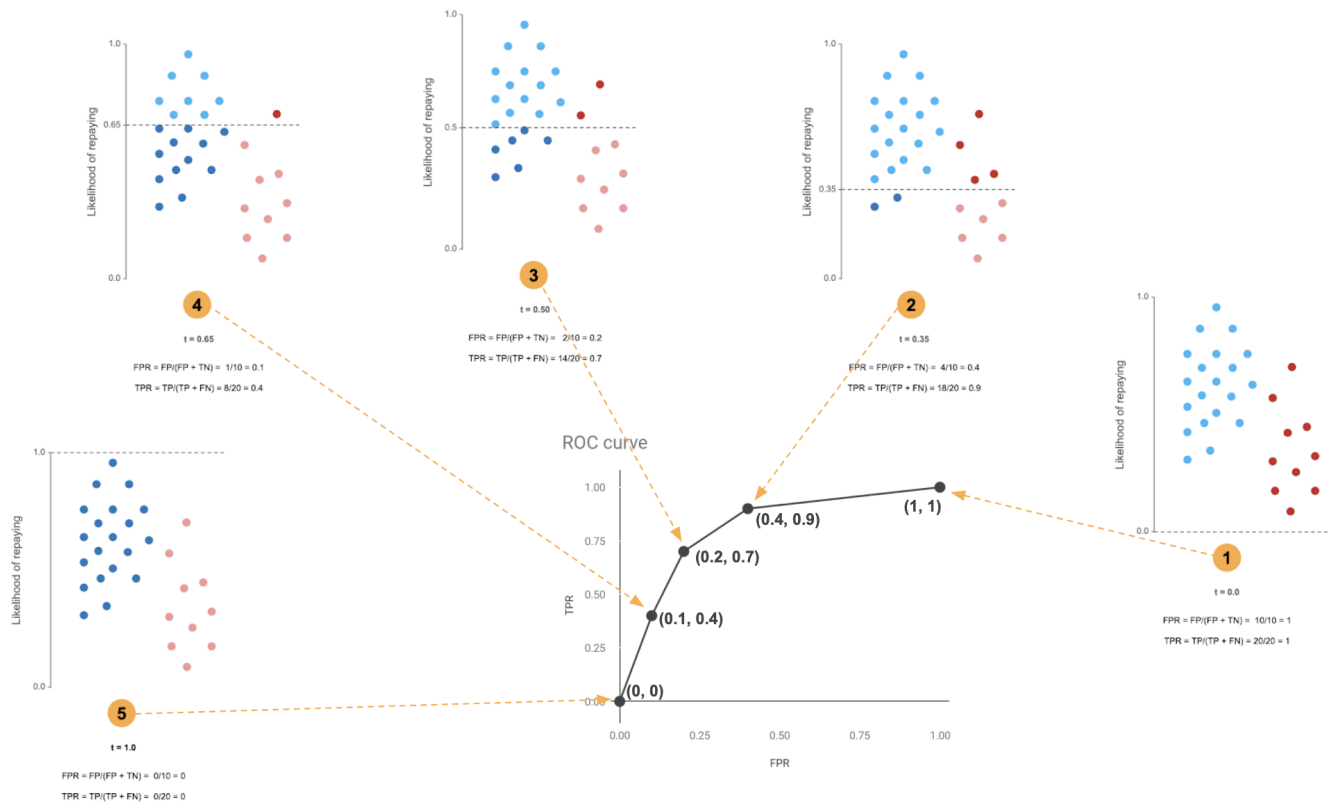 1.0
0.65
0.0
Likelihood of repaying
4
t = 0.65
FPR = FP/(FP + TN) = 1/10 = 0.1
TPR = TP/(TP + FN) = 8/20 = 0.4
1.0
0.5
0.0
Likelihood of repaying
3
t = 0.50
FPR = FP/(FP + TN) = 2/10 = 0.2
TPR = TP/(TP + FN) = 14/20 = 0.7
1.0
0.35
0.0
Likelihood of repaying
2
t = 0.35
FPR = FP/(FP + TN) = 4/10 = 0.4
TPR = TP/(TP + FN) = 18/20 = 0.9
1.0
0.0
Likelihood of repaying
1
t = 0.0
FPR = FP/(FP + TN) = 10/10 = 1
TPR = TP/(TP + FN) = 20/20 = 1
1.0
0.0
Likelihood of repaying
5
t = 1.0
FPR = FP/(FP + TN) = 0/10 = 0
TPR = TP/(TP + FN) = 0/20 = 0
ROC curve
1.00
0.75
0.50
0.25
0.00
TPR
(1, 1)
(0.4, 0.9)
(0.2, 0.7)
(0.1, 0.4)
(0, 0)
0.00
0.25
0.50
0.75
1.00
FPR